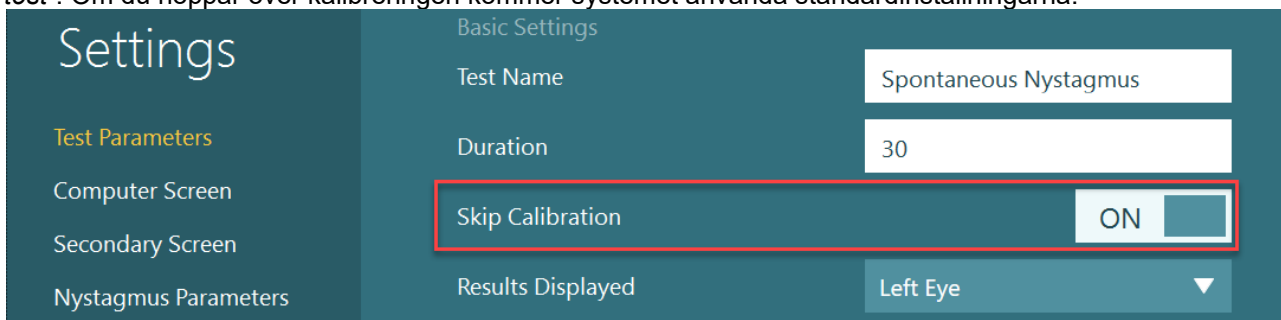 test". Om du hoppar över kalibreringen kommer systemet använda standardinställningarna.
Settings
Test Parameters
Computer Screen
Secondary Screen
Nystagmus Parameters
Basic Settings
Test Name
Spontaneous Nystagmus
Duration
30
Skip Calibration
ON
Results Displayed
Left Eye